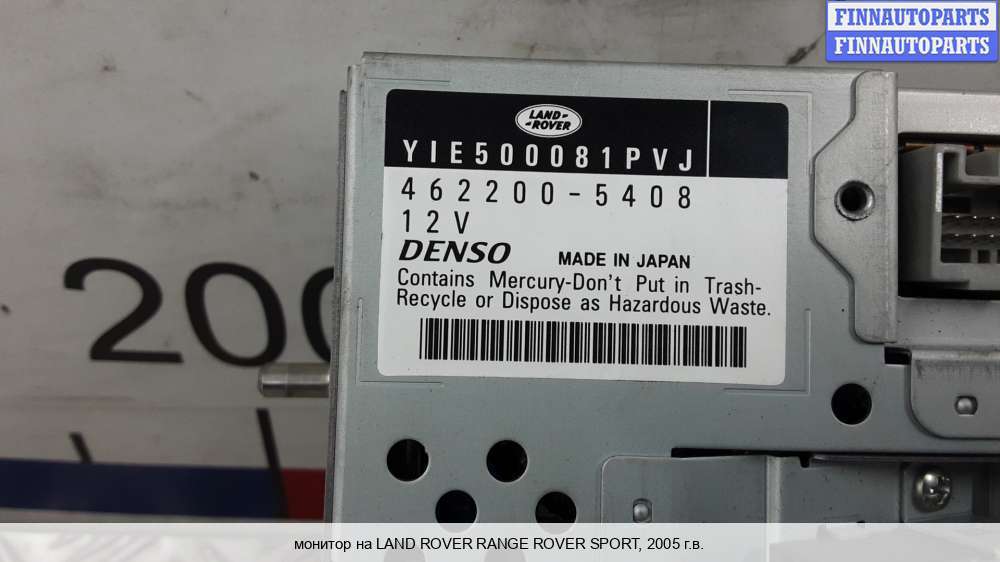 FINNAUTOPARTS
FINNAUTOPARTS
LAND-
-ROVER
YIE500081PVJ
462200-5408
12V
DENSO MADE IN JAPAN
Contains Mercury-Don't Put in Trash-
Recycle or Dispose as Hazardous Waste.
200
монитор на LAND ROVER RANGE ROVER SPORT, 2005 г.в.